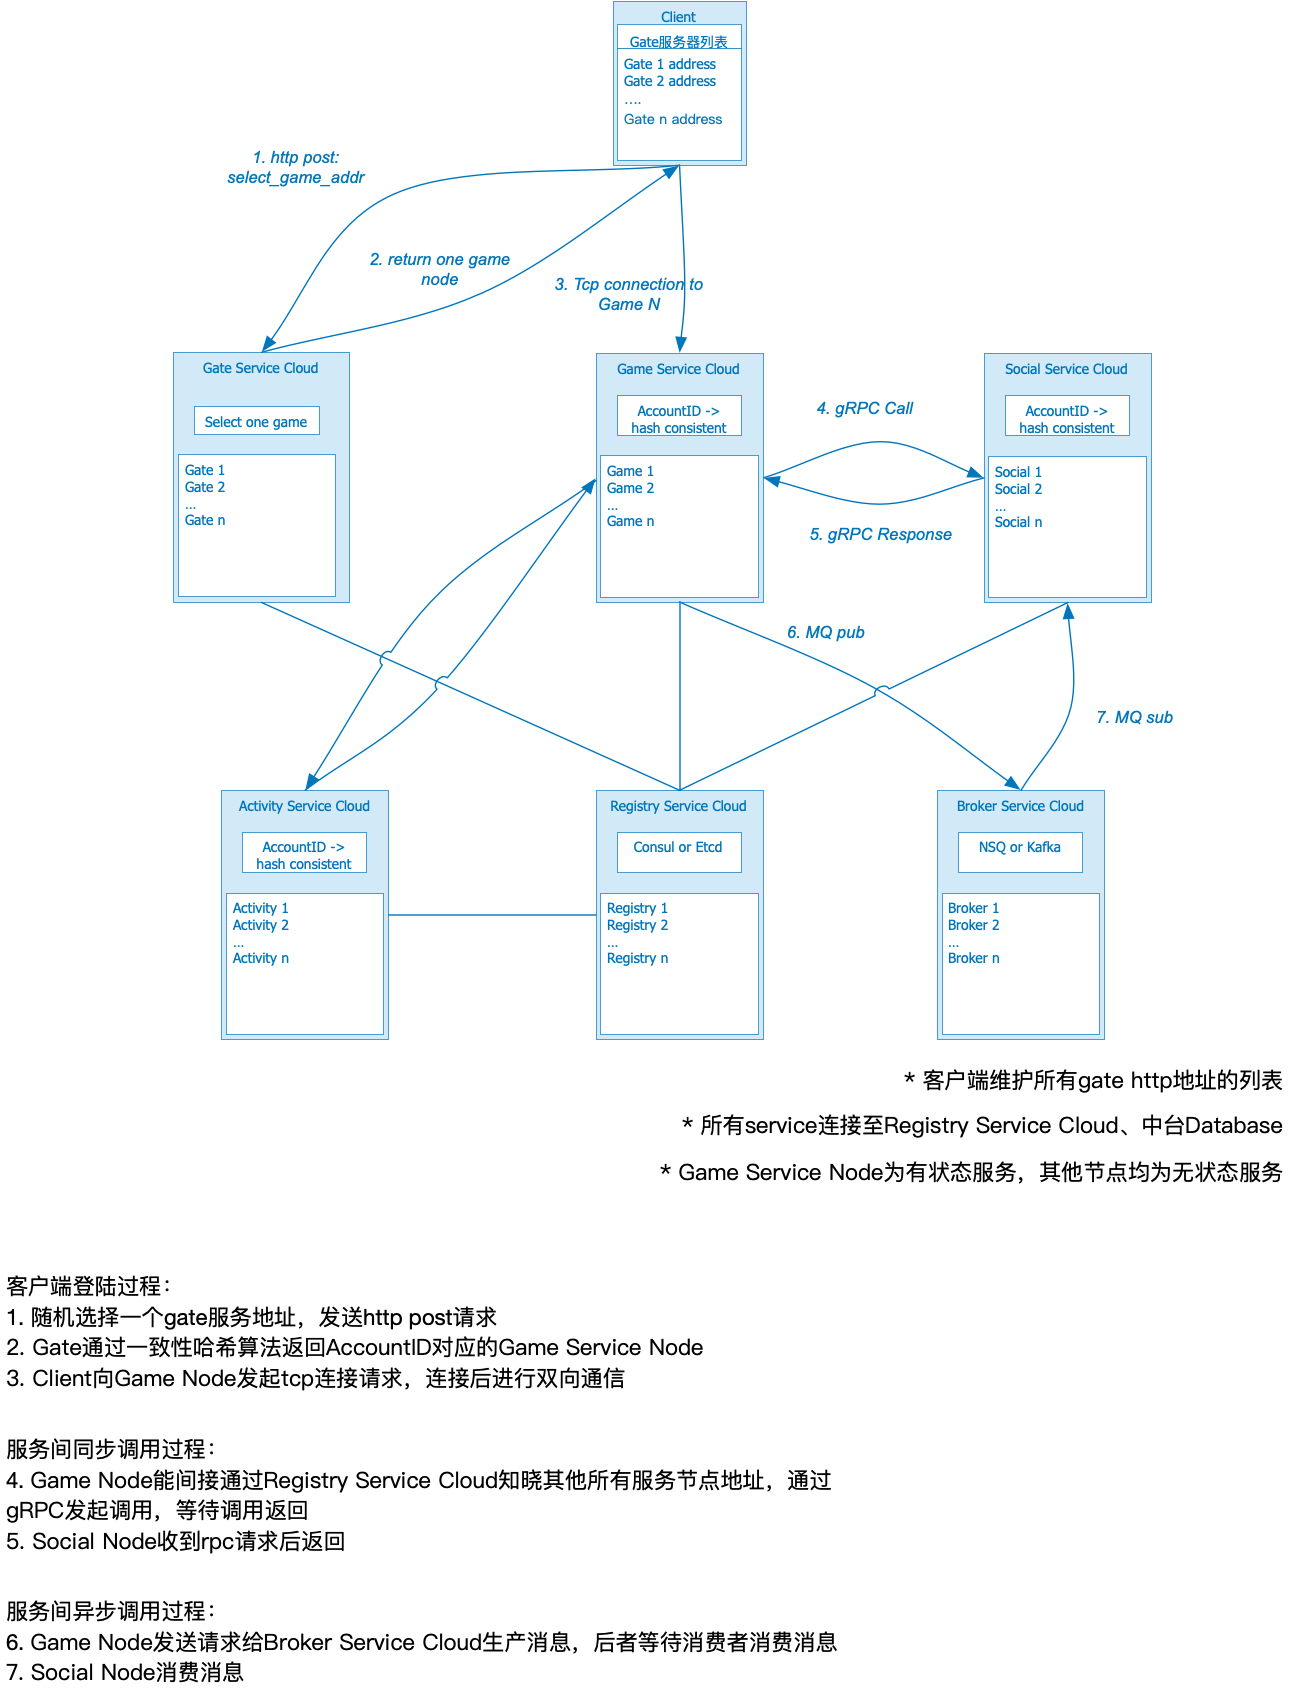 Client
Gate服务器列表
Gate 1 address
Gate 2 address
....
Gate n address
1. http post:
select_game_addr
2. return one game
node
3. Tcp connection to
Game N
Gate Service Cloud
Select one game
Gate 1
Gate 2
...
Gate n
Game Service Cloud
AccountID ->
hash consistent
Game 1
Game 2
...
Game n
4. gRPC Call
5. gRPC Response
Social Service Cloud
AccountID ->
hash consistent
Social 1
Social 2
...
Social n
6. MQ pub
7. MQ sub
Activity Service Cloud
AccountID ->
hash consistent
Activity 1
Activity 2
...
Activity n
Registry Service Cloud
Consul or Etcd
Registry 1
Registry 2
...
Registry n
Broker Service Cloud
NSQ or Kafka
Broker 1
Broker 2
...
Broker n
* 客户端维护所有gate http地址的列表
* 所有service连接至Registry Service Cloud、中台Database
* Game Service Node为有状态服务，其他节点均为无状态服务
客户端登陆过程：
1. 随机选择一个gate服务地址，发送http post请求
2. Gate通过一致性哈希算法返回AccountID对应的Game Service Node
3. Client向Game Node发起tcp连接请求，连接后进行双向通信
服务间同步调用过程：
4. Game Node能间接通过Registry Service Cloud知晓其他所有服务节点地址，通过
gRPC发起调用，等待调用返回
5. Social Node收到rpc请求后返回
服务间异步调用过程：
6. Game Node发送请求给Broker Service Cloud生产消息，后者等待消费者消费消息
7. Social Node消费消息